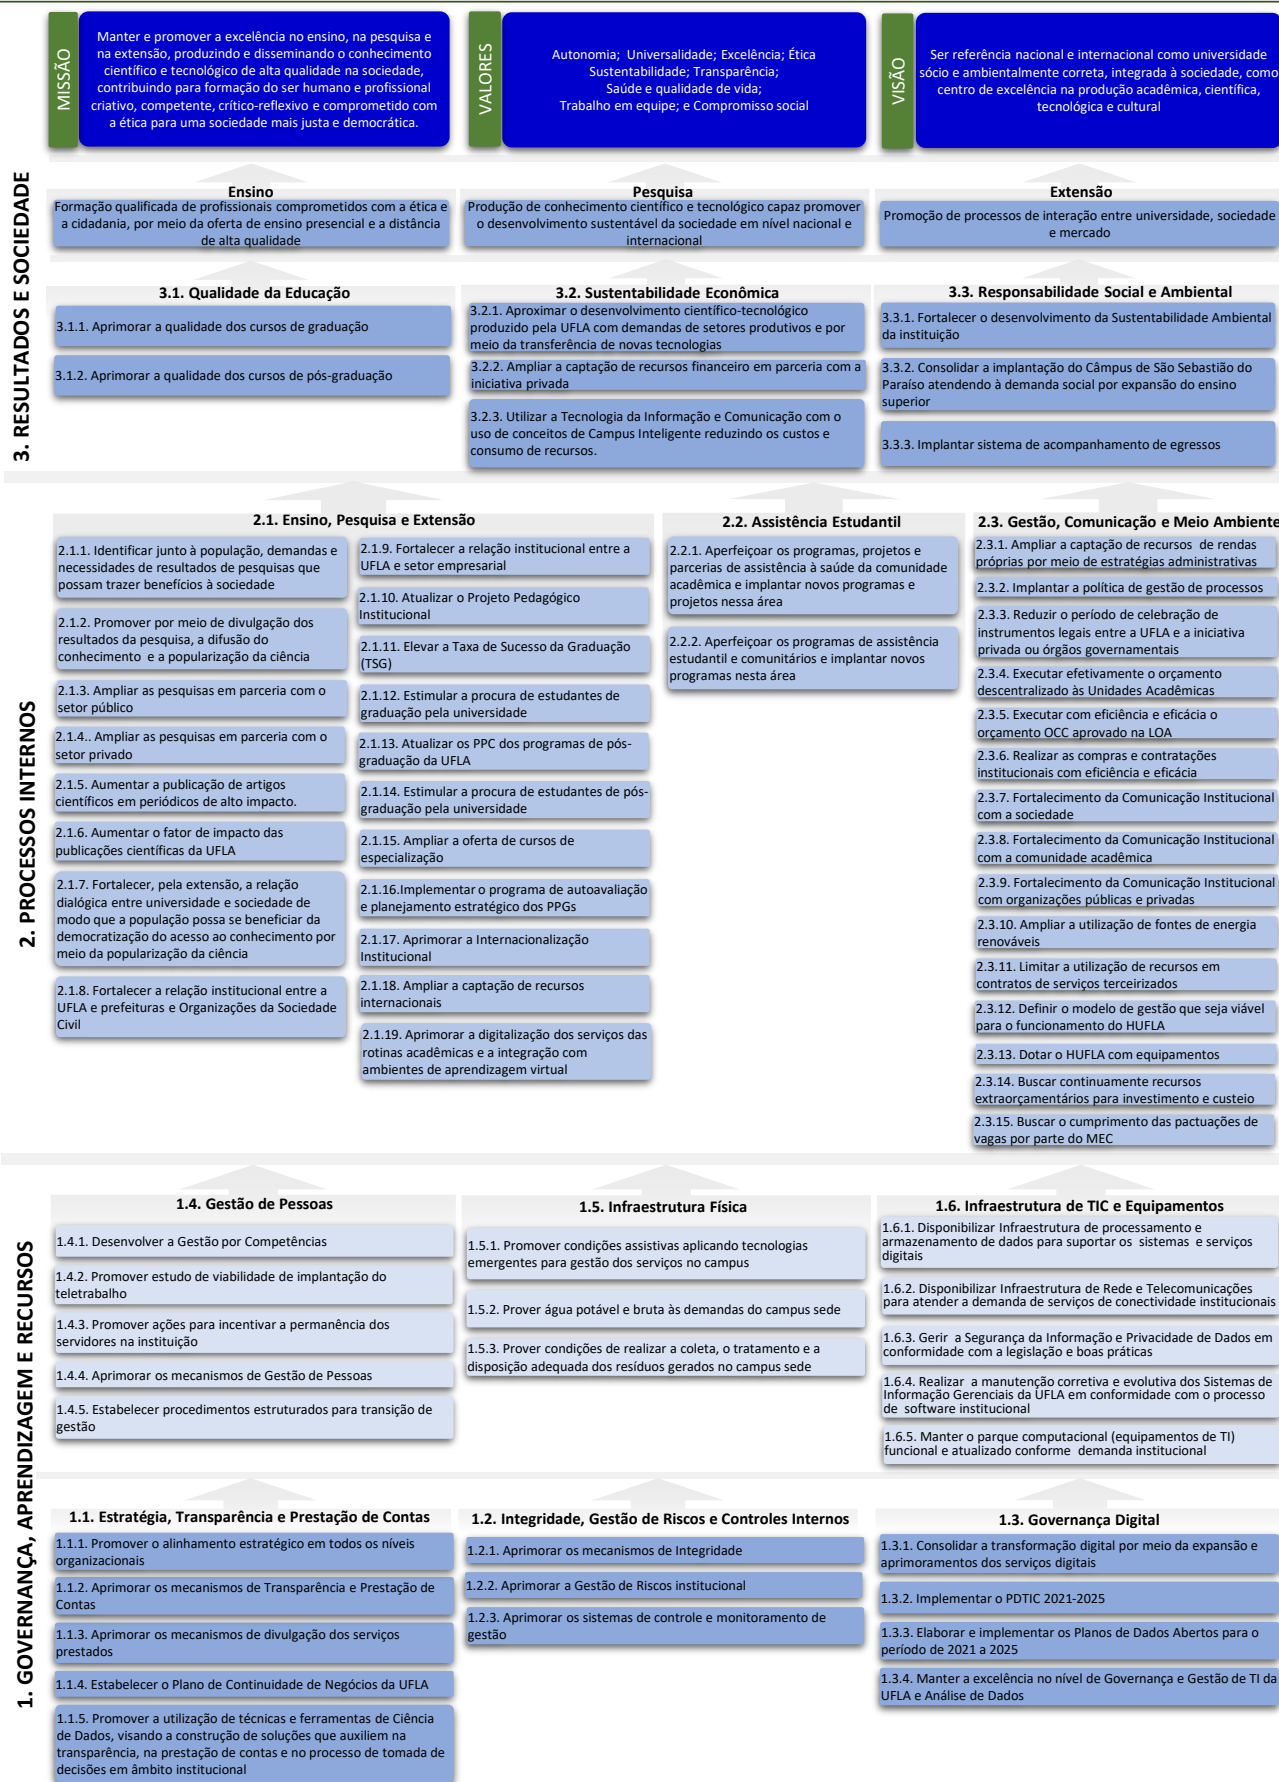 MISSÃO
Manter e promover a excelência no ensino, na pesquisa e
na extensão, produzindo e disseminando o conhecimento
científico e tecnológico de alta qualidade na sociedade,
contribuindo para formação do ser humano e profissional
criativo, competente, crítico-reflexivo e comprometido com
a ética para uma sociedade mais justa e democrática.
VALORES
Autonomia; Universalidade; Excelência; Ética
Sustentabilidade; Transparência;
Saúde e qualidade de vida;
Trabalho em equipe; e Compromisso social
VISÃO
Ser referência nacional e internacional como universidade
sócio e ambientalmente correta, integrada à sociedade, como
centro de excelência na produção acadêmica, científica,
tecnológica e cultural
3. RESULTADOS E SOCIEDADE
Ensino
Formação qualificada de profissionais comprometidos com a ética e
a cidadania, por meio da oferta de ensino presencial e a distância
de alta qualidade
Pesquisa
Produção de conhecimento científico e tecnológico capaz promover
o desenvolvimento sustentável da sociedade em nível nacional e
internacional
Extensão
Promoção de processos de interação entre universidade, sociedade
e mercado
3.1. Qualidade da Educação
3.1.1. Aprimorar a qualidade dos cursos de graduação
3.1.2. Aprimorar a qualidade dos cursos de pós-graduação
3.2. Sustentabilidade Econômica
3.2.1. Aproximar o desenvolvimento científico-tecnológico
produzido pela UFLA com demandas de setores produtivos e por
meio da transferência de novas tecnologias
3.2.2. Ampliar a captação de recursos financeiro em parceria com a
iniciativa privada
3.2.3. Utilizar a Tecnologia da Informação e Comunicação com o
uso de conceitos de Campus Inteligente reduzindo os custos e
consumo de recursos.
3.3. Responsabilidade Social e Ambiental
3.3.1. Fortalecer o desenvolvimento da Sustentabilidade Ambiental
da instituição
3.3.2. Consolidar a implantação do Câmpus de São Sebastião do
Paraíso atendendo à demanda social por expansão do ensino
superior
3.3.3. Implantar sistema de acompanhamento de egressos
2. PROCESSOS INTERNOS
2.1. Ensino, Pesquisa e Extensão
2.1.1. Identificar junto à população, demandas e
necessidades de resultados de pesquisas que
possam trazer benefícios à sociedade
2.1.2. Promover por meio de divulgação dos
resultados da pesquisa, a difusão do
conhecimento e a popularização da ciência
2.1.3. Ampliar as pesquisas em parceria com o
setor público
2.1.4.. Ampliar as pesquisas em parceria com o
setor privado
2.1.5. Aumentar a publicação de artigos
científicos em periódicos de alto impacto.
2.1.6. Aumentar o fator de impacto das
publicações científicas da UFLA
2.1.7. Fortalecer, pela extensão, a relação
dialógica entre universidade e sociedade de
modo que a população possa se beneficiar da
democratização do acesso ao conhecimento por
meio da popularização da ciência
2.1.8. Fortalecer a relação institucional entre a
UFLA e prefeituras e Organizações da Sociedade
Civil
2.1.9. Fortalecer a relação institucional entre a
UFLA e setor empresarial
2.1.10. Atualizar o Projeto Pedagógico
Institucional
2.1.11. Elevar a Taxa de Sucesso da Graduação
(TSG)
2.1.12. Estimular a procura de estudantes de
graduação pela universidade
2.1.13. Atualizar os PPC dos programas de pós-
graduação da UFLA
2.1.14. Estimular a procura de estudantes de pós-
graduação pela universidade
2.1.15. Ampliar a oferta de cursos de
especialização
2.1.16.Implementar o programa de autoavaliação
e planejamento estratégico dos PPGs
2.1.17. Aprimorar a Internacionalização
Institucional
2.1.18. Ampliar a captação de recursos
internacionais
2.1.19. Aprimorar a digitalização dos serviços das
rotinas acadêmicas e a integração com
ambientes de aprendizagem virtual
2.2. Assistência Estudantil
2.2.1. Aperfeiçoar os programas, projetos e
parcerias de assistência à saúde da comunidade
acadêmica e implantar novos programas e
projetos nessa área
2.2.2. Aperfeiçoar os programas de assistência
estudantil e comunitários e implantar novos
programas nesta área
2.3. Gestão, Comunicação e Meio Ambiente
2.3.1. Ampliar a captação de recursos de rendas
próprias por meio de estratégias administrativas
2.3.2. Implantar a política de gestão de processos
2.3.3. Reduzir o período de celebração de
instrumentos legais entre a UFLA e a iniciativa
privada ou órgãos governamentais
2.3.4. Executar efetivamente o orçamento
descentralizado às Unidades Acadêmicas
2.3.5. Executar com eficiência e eficácia o
orçamento OCC aprovado na LOA
2.3.6. Realizar as compras e contratações
institucionais com eficiência e eficácia
2.3.7. Fortalecimento da Comunicação Institucional
com a sociedade
2.3.8. Fortalecimento da Comunicação Institucional
com a comunidade acadêmica
2.3.9. Fortalecimento da Comunicação Institucional
com organizações públicas e privadas
2.3.10. Ampliar a utilização de fontes de energia
renováveis
2.3.11. Limitar a utilização de recursos em
contratos de serviços terceirizados
2.3.12. Definir o modelo de gestão que seja viável
para o funcionamento do HUFLA
2.3.13. Dotar o HUFLA com equipamentos
2.3.14. Buscar continuamente recursos
extraorçamentários para investimento e custeio
2.3.15. Buscar o cumprimento das pactuações de
vagas por parte do MEC
1. GOVERNANÇA, APRENDIZAGEM E RECURSOS
1.4. Gestão de Pessoas
1.4.1. Desenvolver a Gestão por Competências
1.4.2. Promover estudo de viabilidade de implantação do
teletrabalho
1.4.3. Promover ações para incentivar a permanência dos
servidores na instituição
1.4.4. Aprimorar os mecanismos de Gestão de Pessoas
1.4.5. Estabelecer procedimentos estruturados para transição de
gestão
1.5. Infraestrutura Física
1.5.1. Promover condições assistivas aplicando tecnologias
emergentes para gestão dos serviços no campus
1.5.2. Prover água potável e bruta às demandas do campus sede
1.5.3. Prover condições de realizar a coleta, o tratamento e a
disposição adequada dos resíduos gerados no campus sede
1.6. Infraestrutura de TIC e Equipamentos
1.6.1. Disponibilizar Infraestrutura de processamento e
armazenamento de dados para suportar os sistemas e serviços
digitais
1.6.2. Disponibilizar Infraestrutura de Rede e Telecomunicações
para atender a demanda de serviços de conectividade institucionais
1.6.3. Gerir a Segurança da Informação e Privacidade de Dados em
conformidade com a legislação e boas práticas
1.6.4. Realizar a manutenção corretiva e evolutiva dos Sistemas de
Informação Gerenciais da UFLA em conformidade com o processo
de software institucional
1.6.5. Manter o parque computacional (equipamentos de TI)
funcional e atualizado conforme demanda institucional
1.1. Estratégia, Transparência e Prestação de Contas
1.1.1. Promover o alinhamento estratégico em todos os níveis
organizacionais
1.1.2. Aprimorar os mecanismos de Transparência e Prestação de
Contas
1.1.3. Aprimorar os mecanismos de divulgação dos serviços
prestados
1.1.4. Estabelecer o Plano de Continuidade de Negócios da UFLA
1.1.5. Promover a utilização de técnicas e ferramentas de Ciência
de Dados, visando a construção de soluções que auxiliem na
transparência, na prestação de contas e no processo de tomada de
decisões em âmbito institucional
1.2. Integridade, Gestão de Riscos e Controles Internos
1.2.1. Aprimorar os mecanismos de Integridade
1.2.2. Aprimorar a Gestão de Riscos institucional
1.2.3. Aprimorar os sistemas de controle e monitoramento de
gestão
1.3. Governança Digital
1.3.1. Consolidar a transformação digital por meio da expansão e
aprimoramentos dos serviços digitais
1.3.2. Implementar o PDTIC 2021-2025
1.3.3. Elaborar e implementar os Planos de Dados Abertos para o
período de 2021 a 2025
1.3.4. Manter a excelência no nível de Governança e Gestão de TI da
UFLA e Análise de Dados